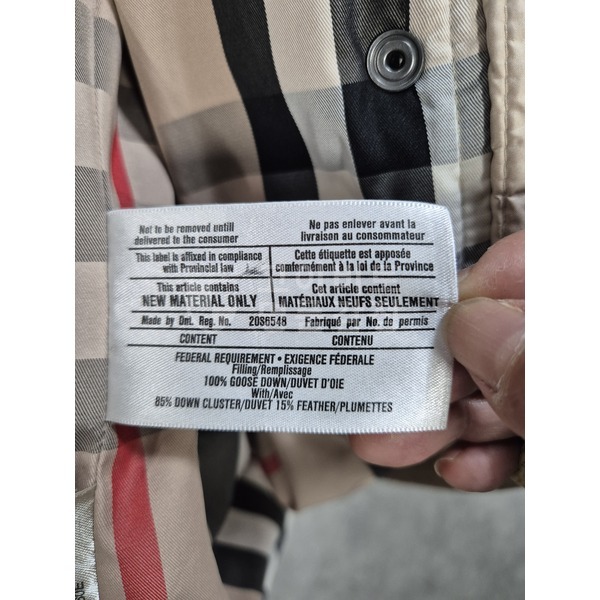 Not to be removed untill
delivered to the consumer
Ne pas enlever avant la
livraison au consommateur
This label is affixed in compliance
with Provincial law
Cette étiquette est apposée
comformément à la loi de la Province
This article contains
NEW MATERIAL ONLY
Cet article contient
MATÉRIAUX NEUFS SEULEMENT
Made by Ont. Reg. No. 20S6548 Fabriqué par No. de permis
CONTENT CONTENU
FEDERAL REQUIREMENT • EXIGENCE FÉDERALE
Filling/Remplissage
100% GOOSE DOWN/DUVET D'OIE
With/Avec
85% DOWN CLUSTER/DUVET 15% FEATHER/PLUMETTES